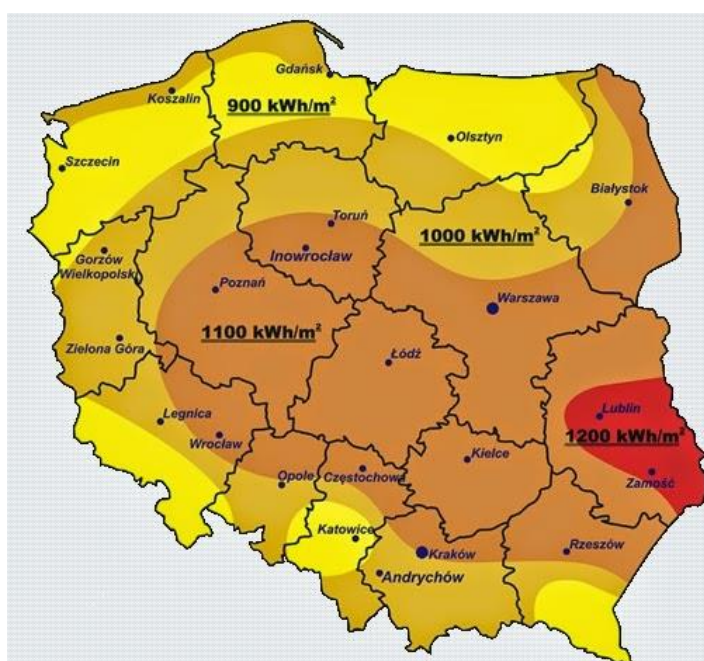 Gdańsk
Koszalin
900 kWh/m²
Olsztyn
Szczecin
Białystok
Toruń
1000 kWh/m²
Gorzów
Wielkopolski
Inowrocław
Poznań
Warszawa
1100 kWh/m²
Zielona Góra
Łódź
Legnica
Lublin
Wrocław
1200 kWh/m²
Kielce
Opole
Częstochowa
Zamość
Katowice
Kraków
Rzeszów
Andrychów